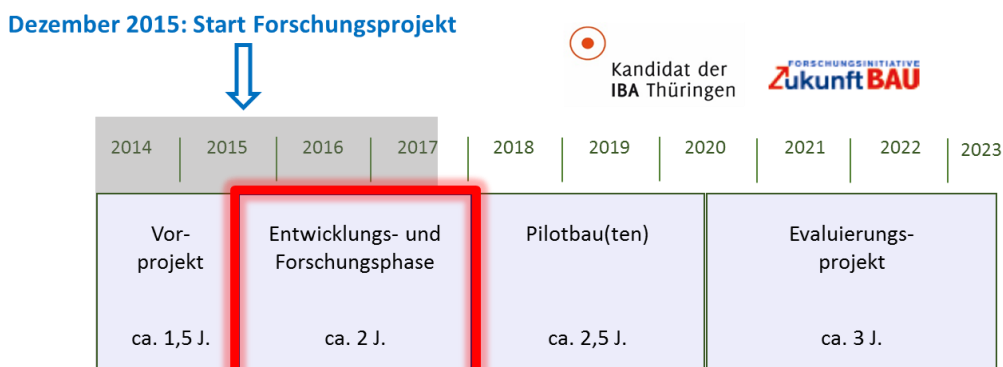 Dezember 2015: Start Forschungsprojekt
Kandidat der
IBA Thüringen
FORSCHUNGSINITIATIVE
ZukunftBAU
2014 2015 2016 2017 2018 2019 2020 2021 2022 2023
Vor-
projekt
ca. 1,5 J.
Entwicklungs- und
Forschungsphase
ca. 2 J.
Pilotbau(ten)
ca. 2,5 J.
Evaluierungs-
projekt
ca. 3 J.